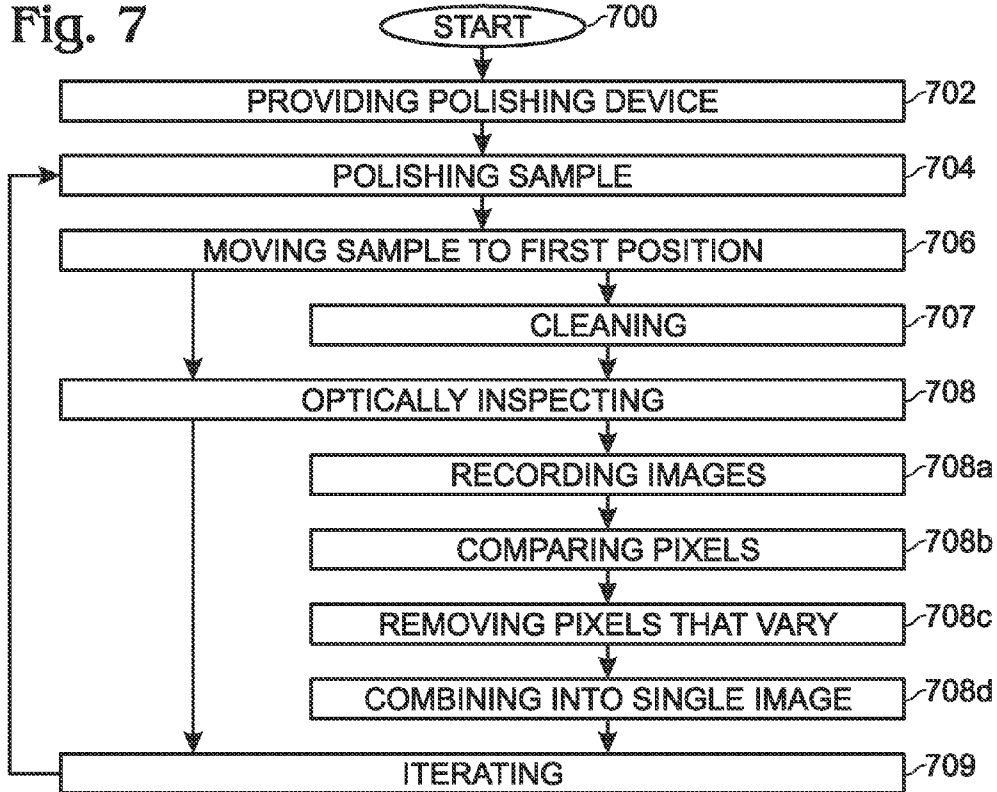 Fig. 7
START 700
PROVIDING POLISHING DEVICE 702
POLISHING SAMPLE 704
MOVING SAMPLE TO FIRST POSITION 706
CLEANING 707
OPTICALLY INSPECTING 708
RECORDING IMAGES 708a
COMPARING PIXELS 708b
REMOVING PIXELS THAT VARY 708c
COMBINING INTO SINGLE IMAGE 708d
ITERATING 709